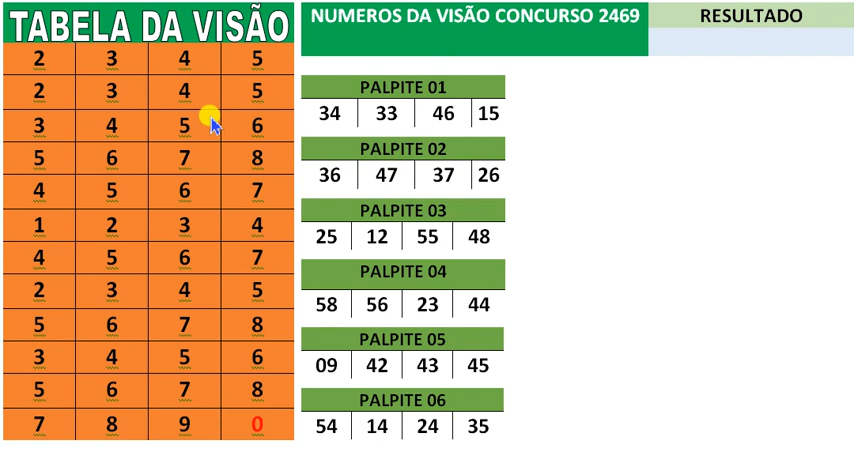 TABELA DA VISÃO
2 3 4 5
2 3 4 5
3 4 5 6
5 6 7 8
4 5 6 7
1 2 3 4
4 5 6 7
2 3 4 5
5 6 7 8
3 4 5 6
5 6 7 8
7 8 9 0
NUMEROS DA VISÃO CONCURSO 2469
RESULTADO
PALPITE 01
34 33 46 15
PALPITE 02
36 47 37 26
PALPITE 03
25 12 55 48
PALPITE 04
58 56 23 44
PALPITE 05
09 42 43 45
PALPITE 06
54 14 24 35